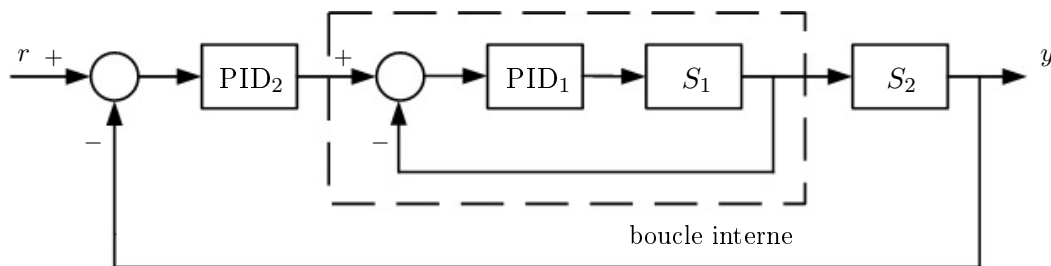 r + + y
PID₂ PID₁ S₁ S₂
− −
boucle interne